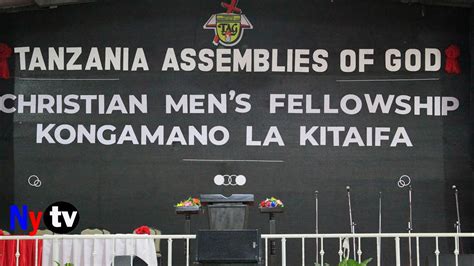 TAG
TANZANIA ASSEMBLIES OF GOD
CHRISTIAN MEN'S FELLOWSHIP
KONGAMANO LA KITAIFA
Ny tv